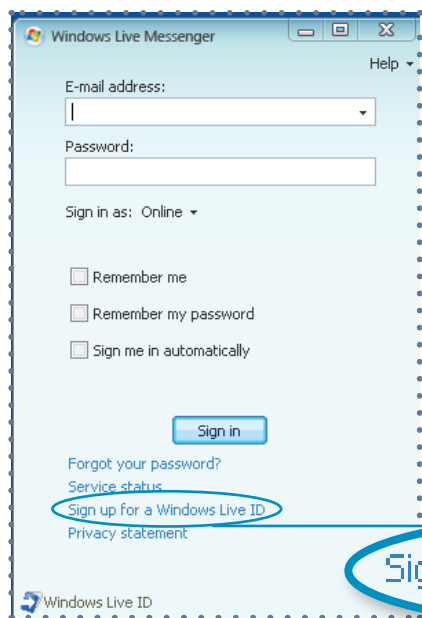 Windows Live Messenger
Help
E-mail address:
Password:
Sign in as: Online
Remember me
Remember my password
Sign me in automatically
Sign in
Forgot your password?
Service status
Sign up for a Windows Live ID
Privacy statement
Windows Live ID